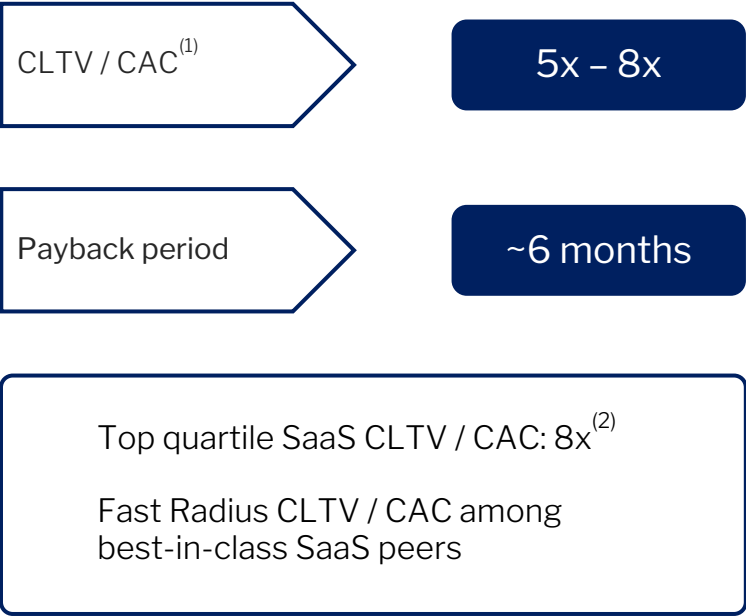 CLTV / CAC(1)
5x – 8x
Payback period
~6 months
Top quartile SaaS CLTV / CAC: 8x(2)
Fast Radius CLTV / CAC among
best-in-class SaaS peers